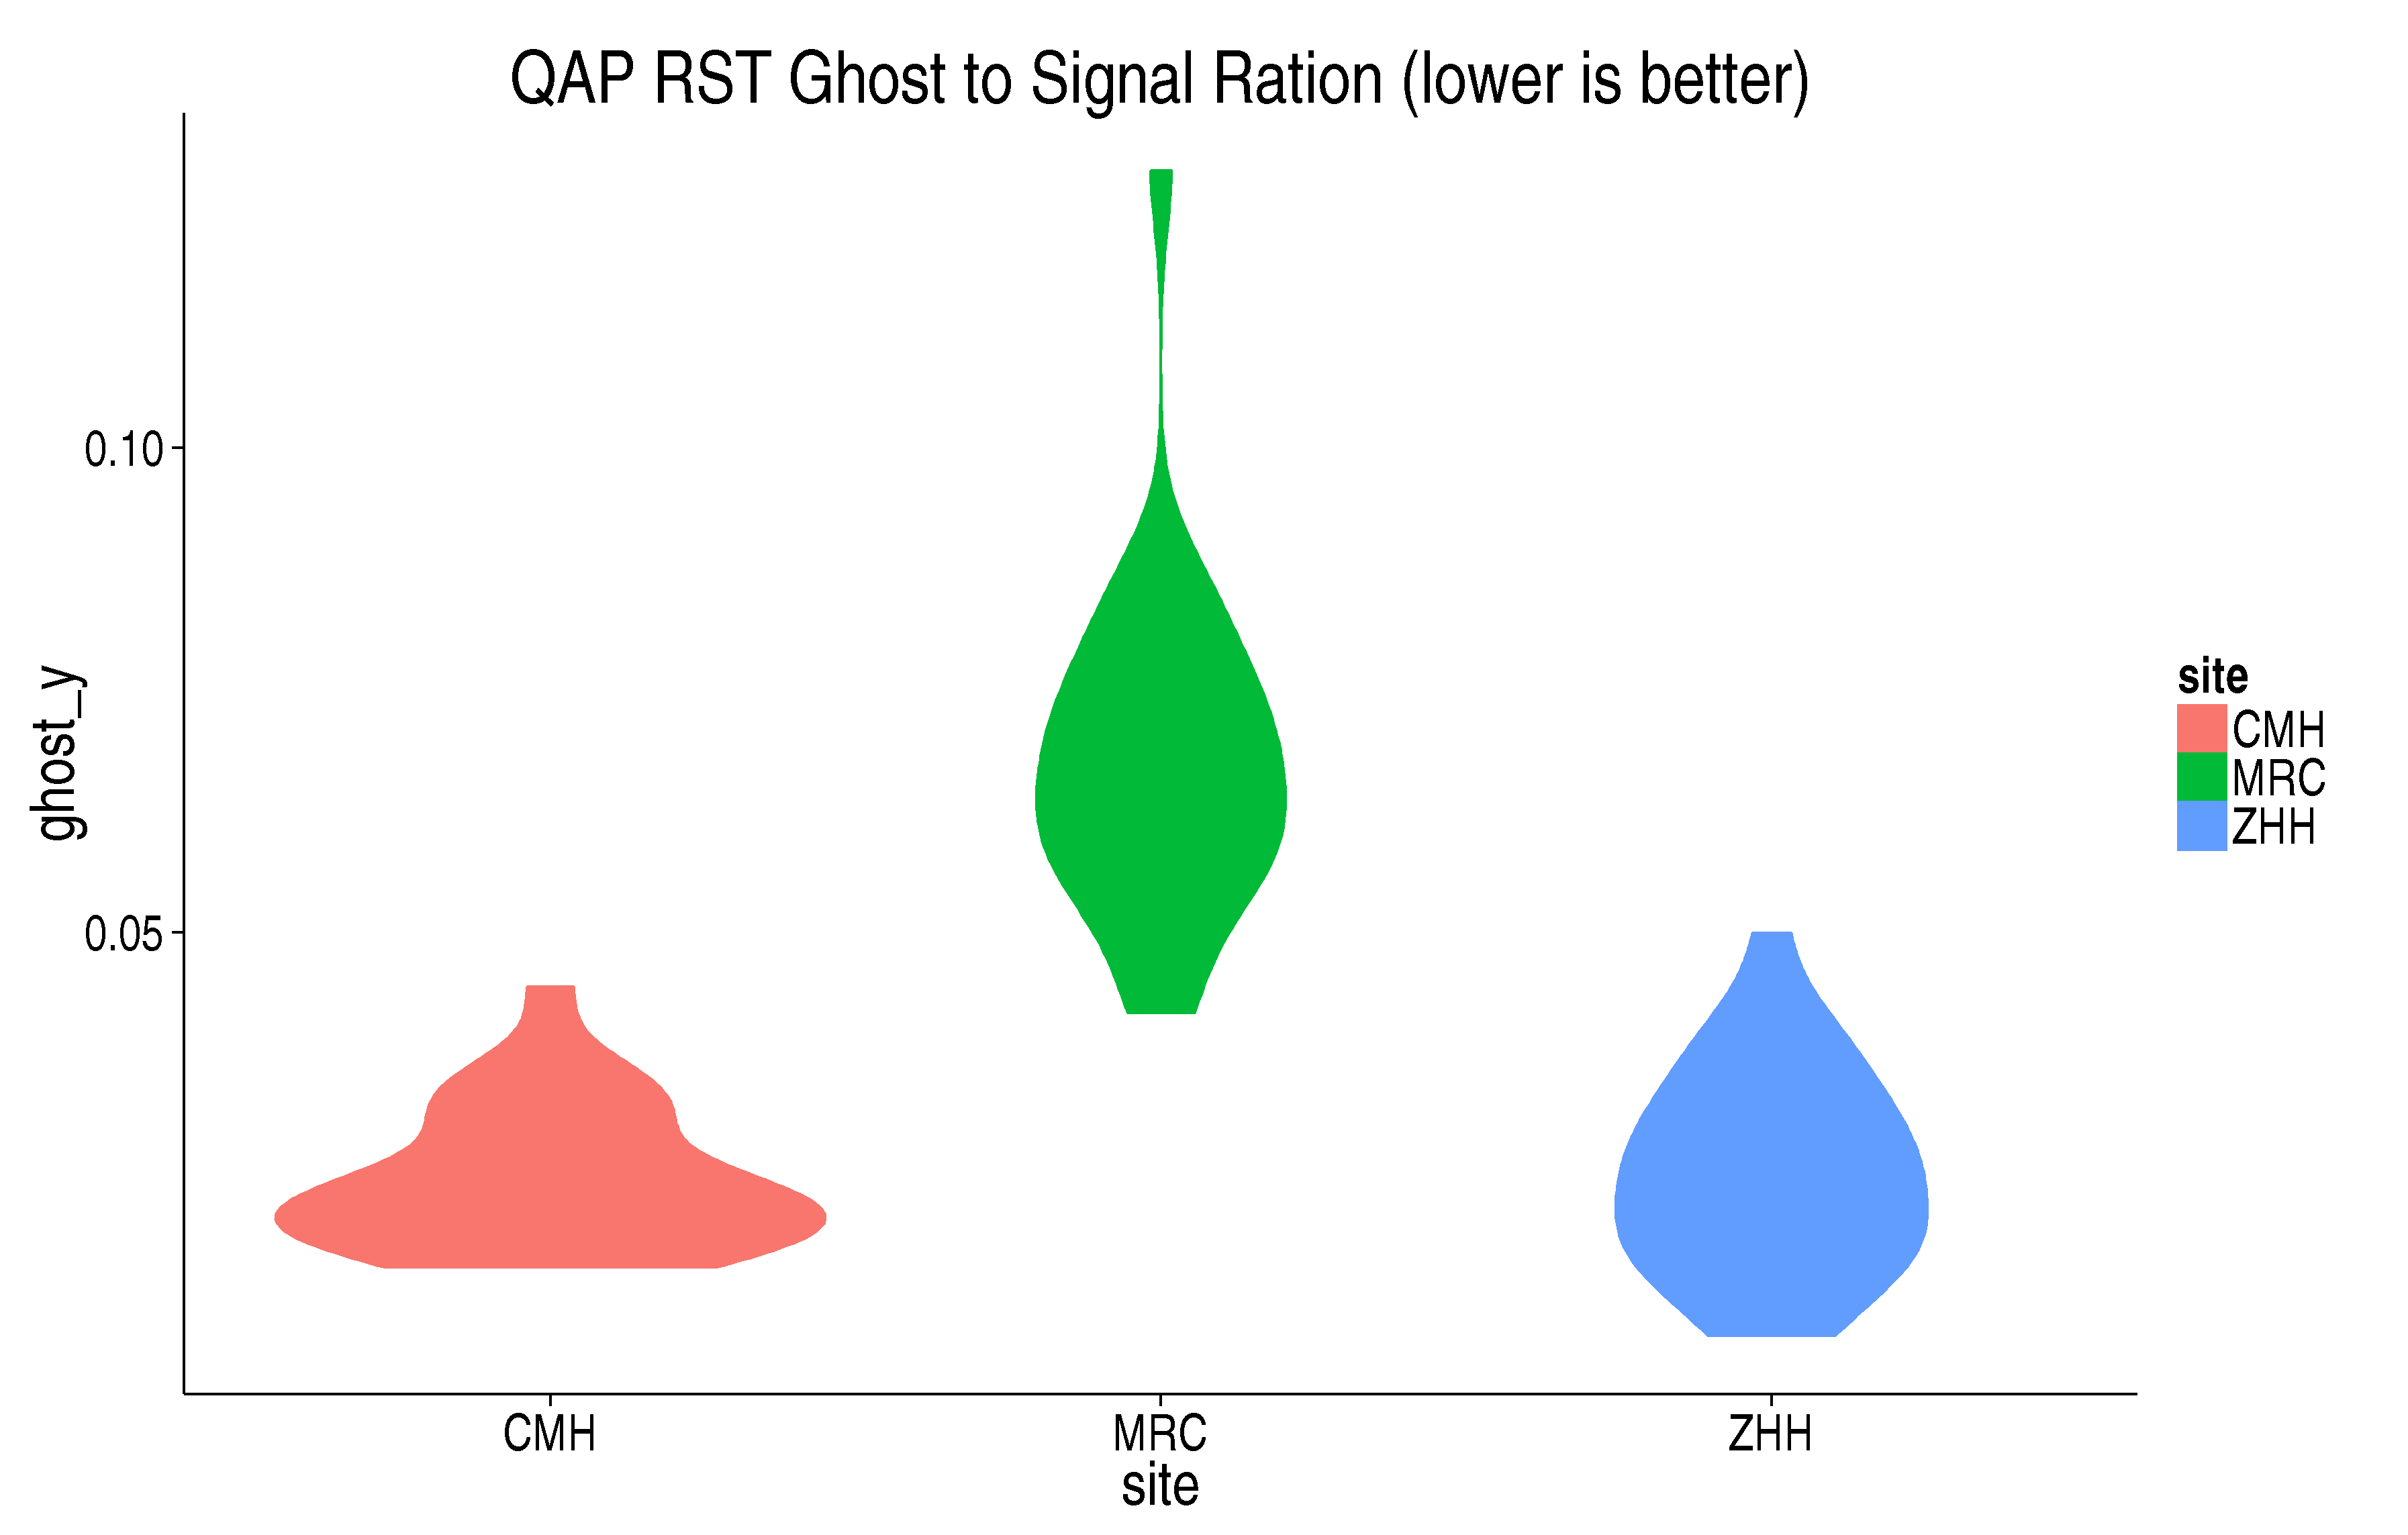 QAP RST Ghost to Signal Ration (lower is better)
ghost_y
0.10
0.05
CMH
MRC
ZHH
site
site
CMH
MRC
ZHH